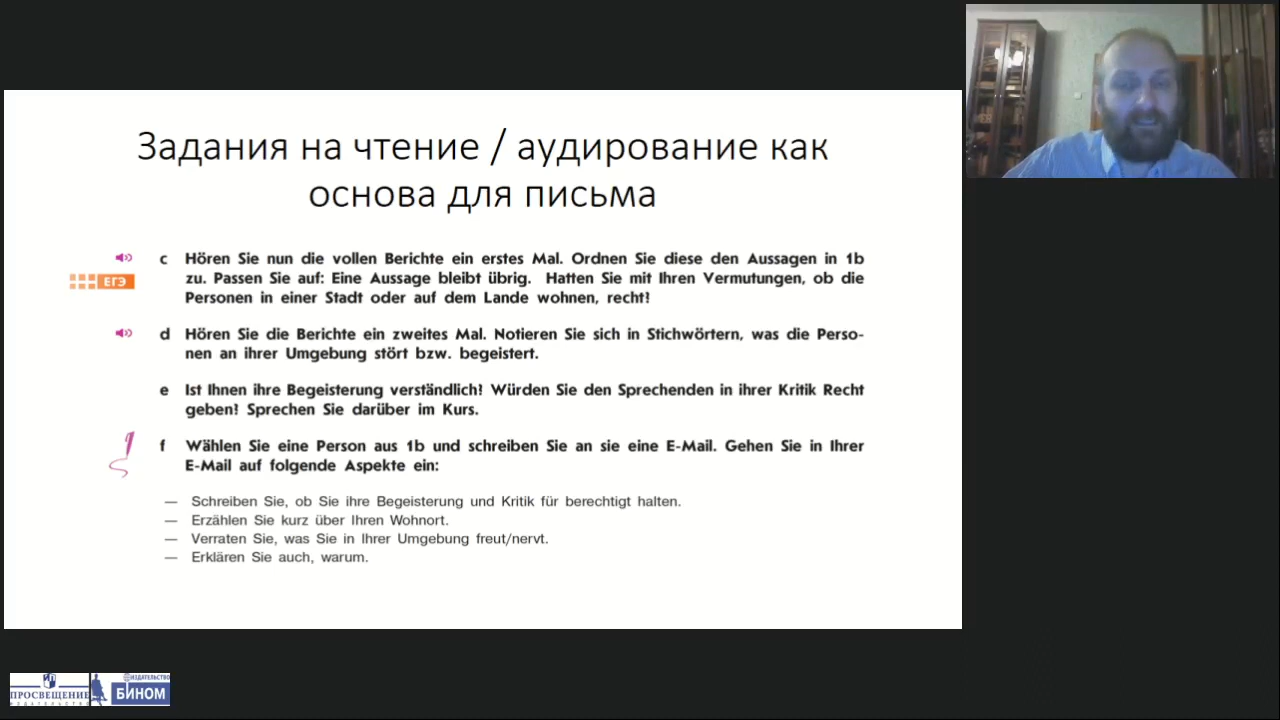 Задания на чтение / аудирование как
основа для письма
c Hören Sie nun die vollen Berichte ein erstes Mal. Ordnen Sie diese den Aussagen in 1b
zu. Passen Sie auf: Eine Aussage bleibt übrig. Hatten Sie mit Ihren Vermutungen, ob die
Personen in einer Stadt oder auf dem Lande wohnen, recht?
ЕГЭ
d Hören Sie die Berichte ein zweites Mal. Notieren Sie sich in Stichwörtern, was die Perso-
nen an ihrer Umgebung stört bzw. begeistert.
e Ist Ihnen ihre Begeisterung verständlich? Würden Sie den Sprechenden in ihrer Kritik Recht
geben? Sprechen Sie darüber im Kurs.
f Wählen Sie eine Person aus 1b und schreiben Sie an sie eine E-Mail. Gehen Sie in Ihrer
E-Mail auf folgende Aspekte ein:
— Schreiben Sie, ob Sie ihre Begeisterung und Kritik für berechtigt halten.
— Erzählen Sie kurz über Ihren Wohnort.
— Verraten Sie, was Sie in Ihrer Umgebung freut/nervt.
— Erklären Sie auch, warum.
ПРОСВЕЩЕНИЕ
ИЗДАТЕЛЬСТВО
ИЗДАТЕЛЬСТВО
БИНОМ